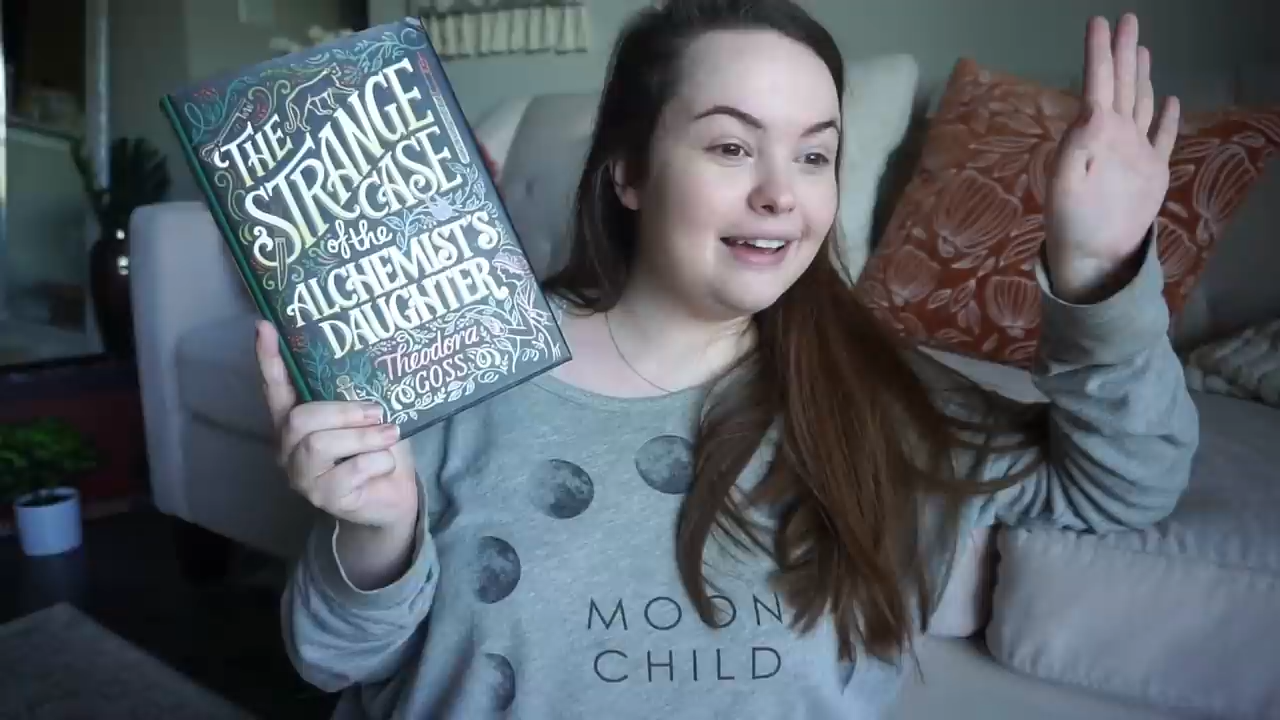 THE
STRANGE
CASE
of the
ALCHEMIST'S
DAUGHTER
Theodora
GOSS
MOON
CHILD